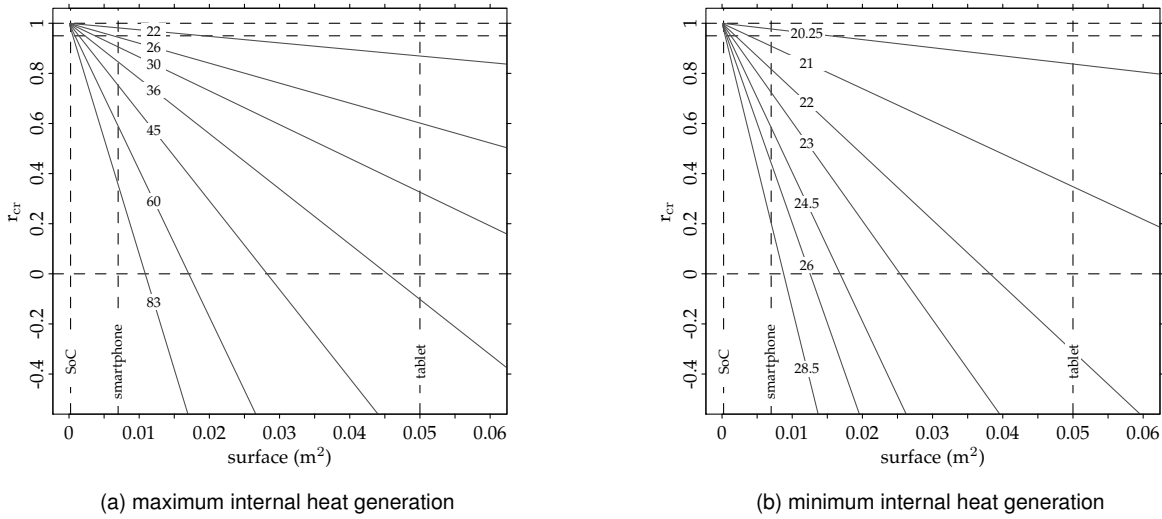 1
0.8
0.6
0.4
0.2
0
-0.2
-0.4
r_cr
22
26
30
36
45
60
83
SoC
smartphone
tablet
0 0.01 0.02 0.03 0.04 0.05 0.06
surface (m²)
(a) maximum internal heat generation
1
0.8
0.6
0.4
0.2
0
-0.2
-0.4
r_cr
20.25
21
22
23
24.5
26
28.5
SoC
smartphone
tablet
0 0.01 0.02 0.03 0.04 0.05 0.06
surface (m²)
(b) minimum internal heat generation